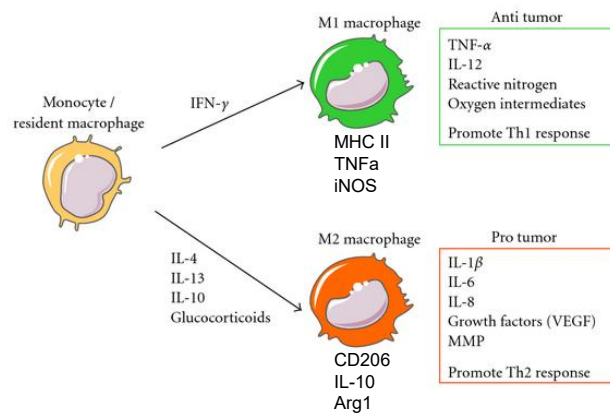 Monocyte /
resident macrophage
IFN-γ
IL-4
IL-13
IL-10
Glucocorticoids
M1 macrophage
MHC II
TNFa
iNOS
M2 macrophage
CD206
IL-10
Arg1
Anti tumor
TNF-α
IL-12
Reactive nitrogen
Oxygen intermediates
Promote Th1 response
Pro tumor
IL-1β
IL-6
IL-8
Growth factors (VEGF)
MMP
Promote Th2 response